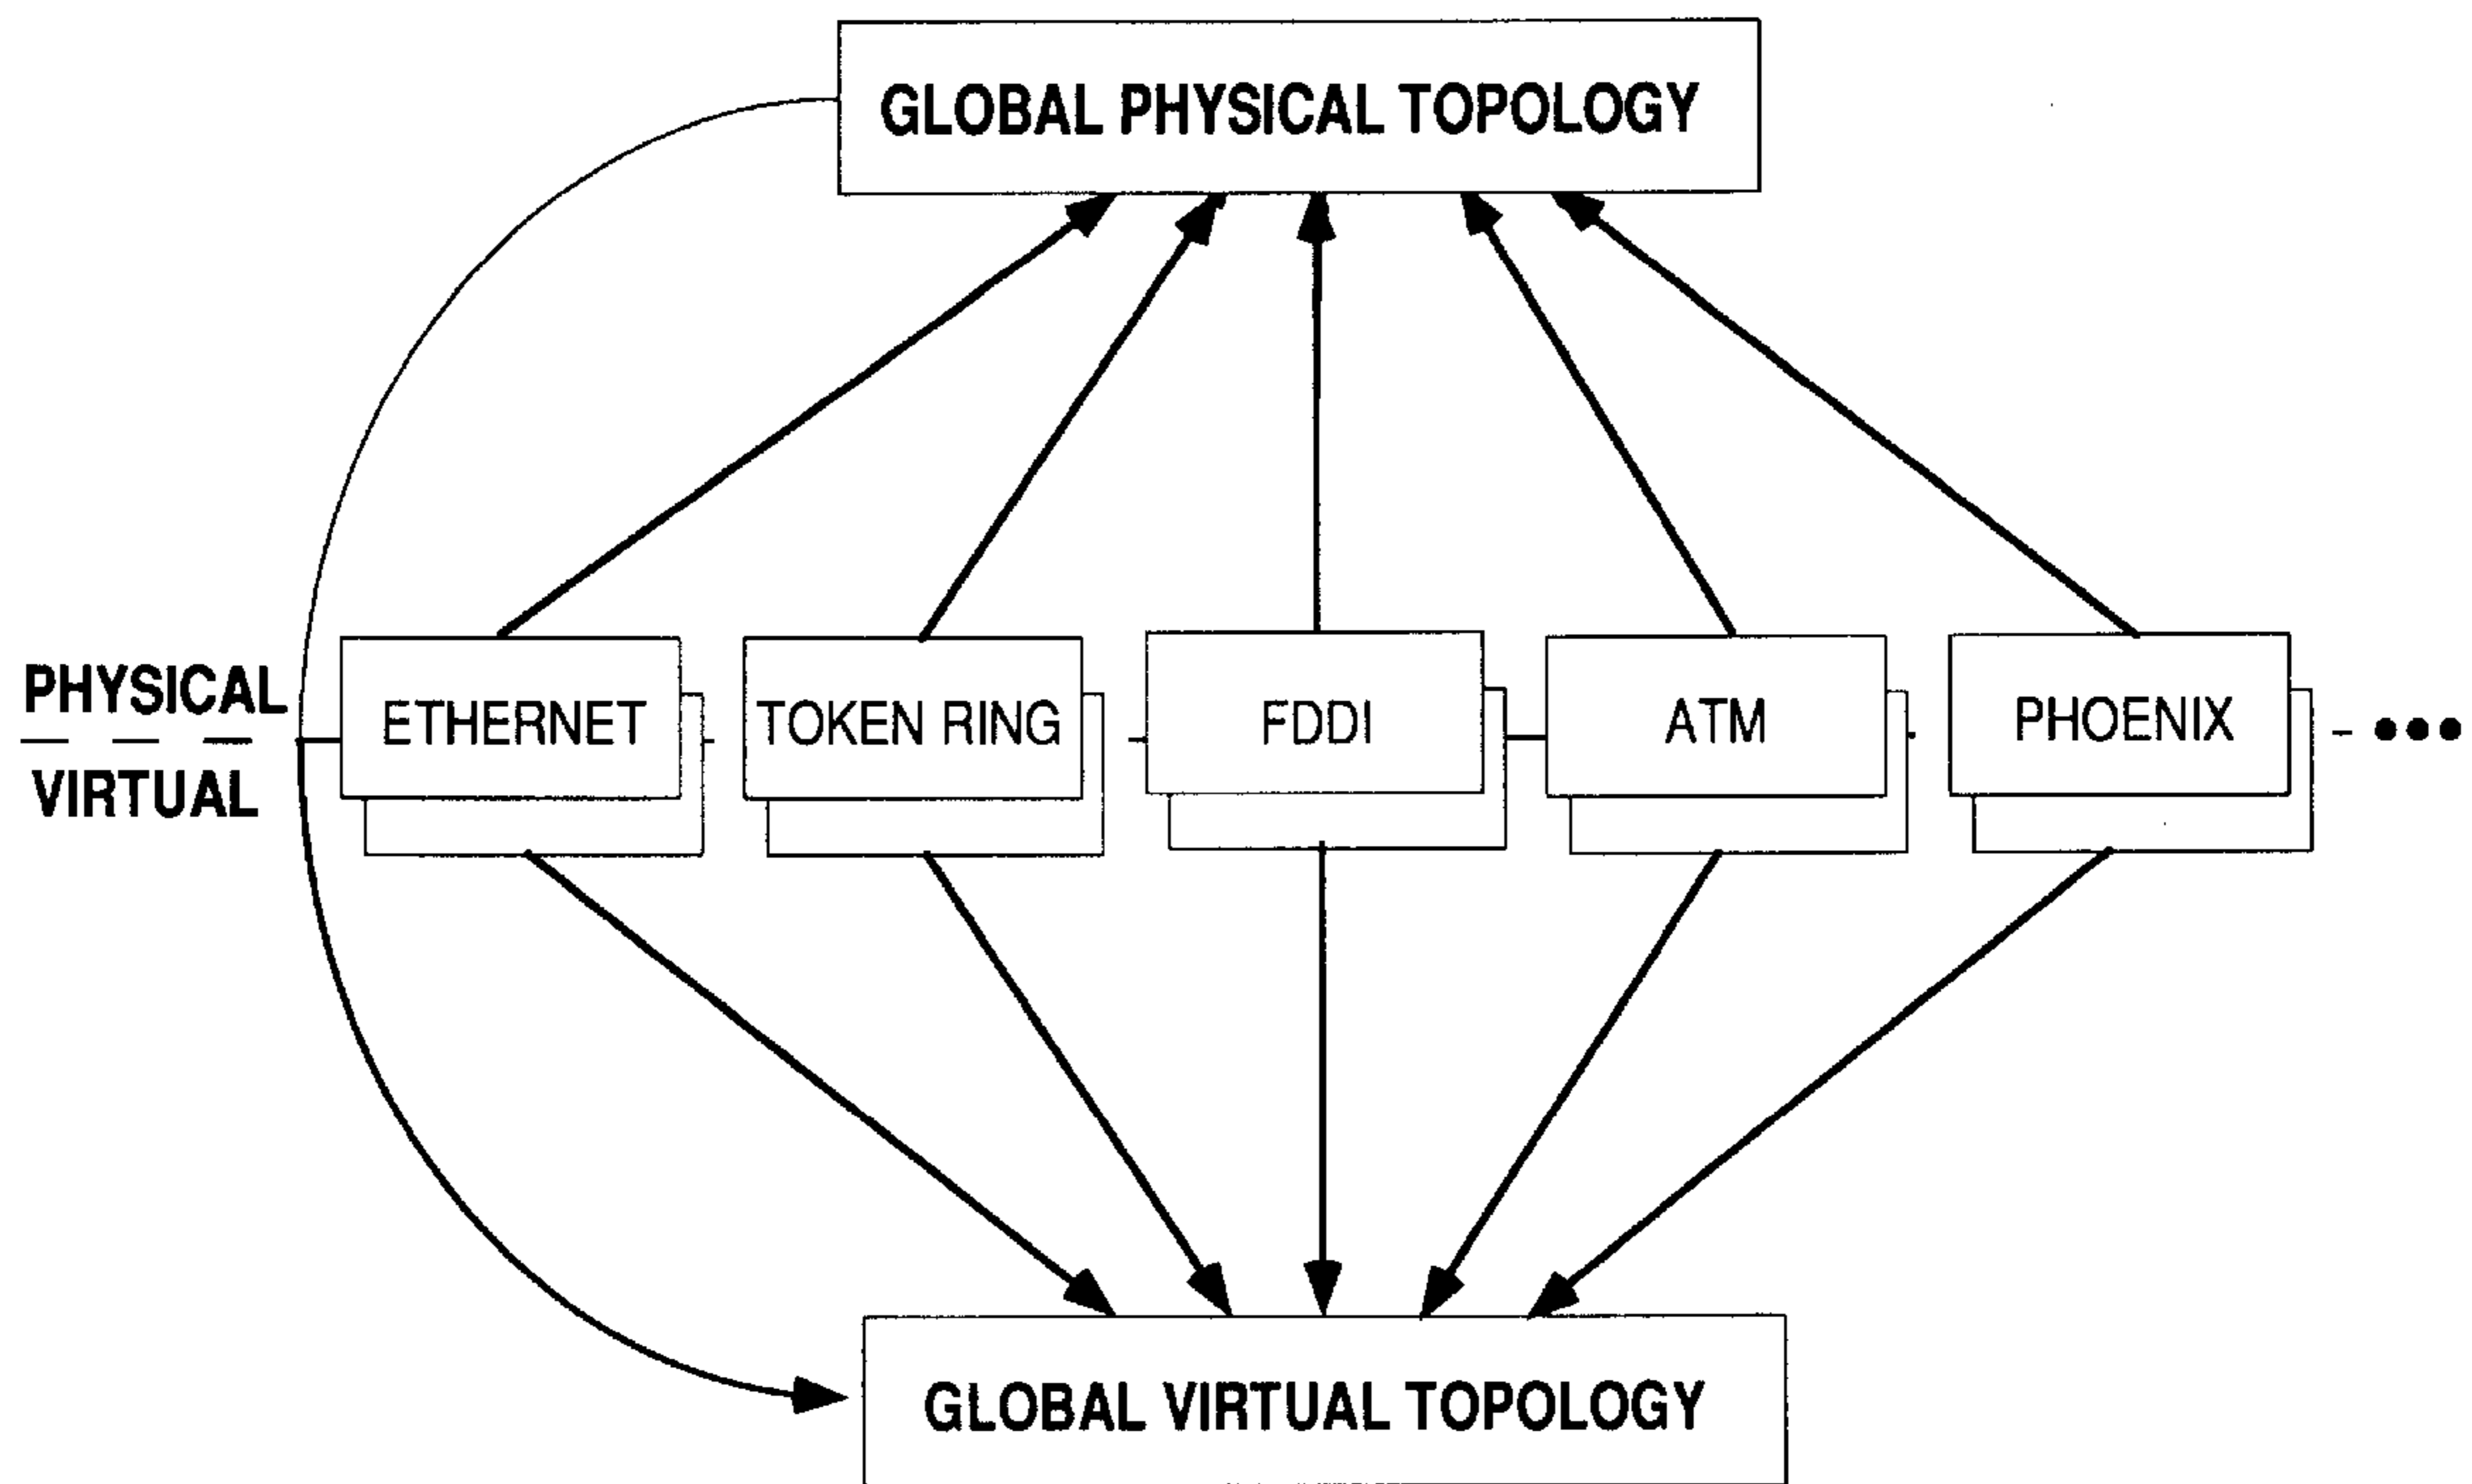 GLOBAL PHYSICAL TOPOLOGY
PHYSICAL
VIRTUAL
ETHERNET
TOKEN RING
FDDI
ATM
PHOENIX
GLOBAL VIRTUAL TOPOLOGY